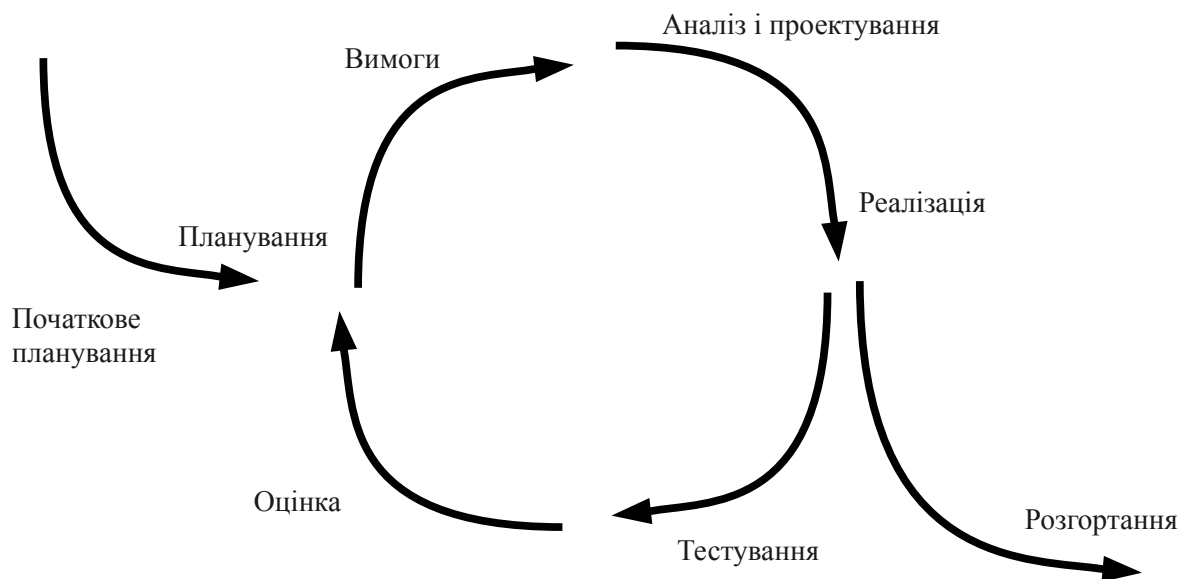 Аналіз і проектування
Вимоги
Реалізація
Планування
Початкове
планування
Оцінка
Тестування
Розгортання